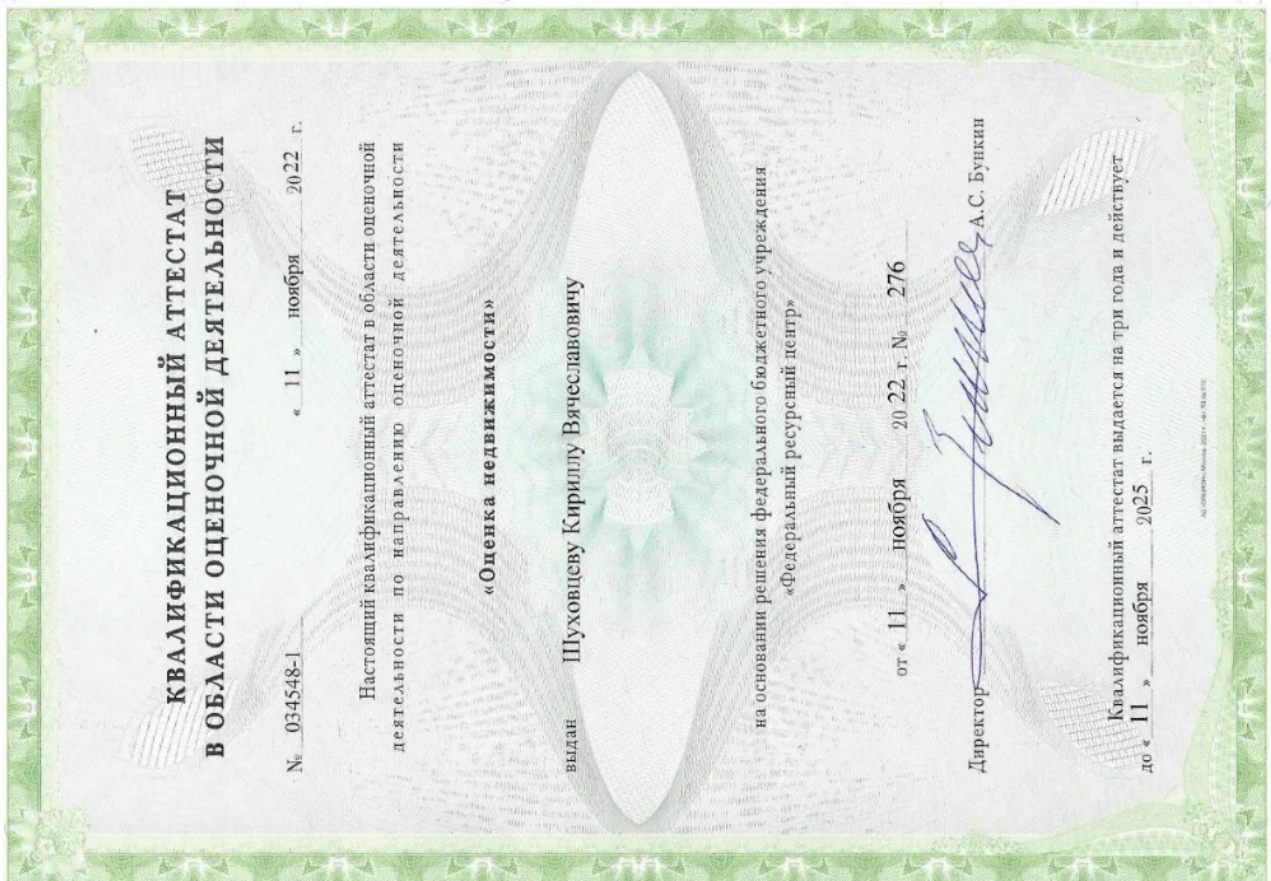 КВАЛИФИКАЦИОННЫЙ АТТЕСТАТ
В ОБЛАСТИ ОЦЕНОЧНОЙ ДЕЯТЕЛЬНОСТИ
№ 034548-1 « 11 » ноября 2022 г.
Настоящий квалификационный аттестат в области оценочной
деятельности по направлению оценочной деятельности
«Оценка недвижимости»
выдан Шуховцеву Кириллу Вячеславовичу
на основании решения федерального бюджетного учреждения
«Федеральный ресурсный центр»
от « 11 » ноября 20 22 г. № 276
Директор А.С. Бункин
Квалификационный аттестат выдается на три года и действует
до « 11 » ноября 2025 г.